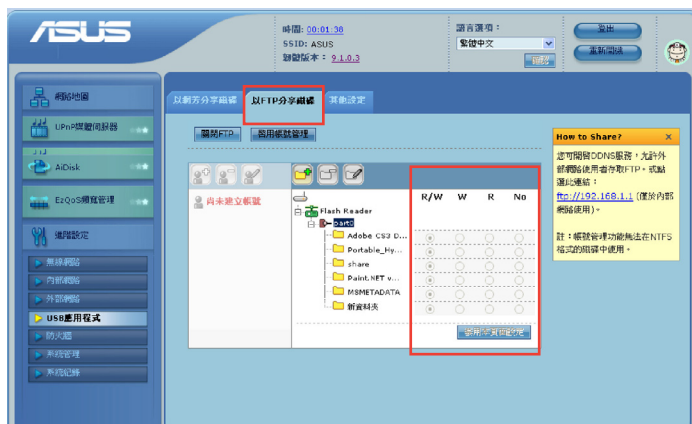 ASUS
時間: 00:01:38
SSID: ASUS
韌體版本: 9.1.0.3
語言選項:
繁體中文
登出
重新開機
網路地圖
UPnP媒體伺服器
AiDisk
EzQoS頻寬管理
進階設定
無線網路
內部網路
外部網路
USB應用程式
防火牆
系統管理
系統記錄
以網芳分享磁碟
以FTP分享磁碟
其他設定
關閉FTP
啟用帳號管理
尚未建立帳號
R/W W R No
Flash Reader
part0
Adobe CS3 D...
Portable_Hy...
share
Paint.NET v...
MSMETADATA
新資料夾
How to Share? X
您可開啟DDNS服務,允許外
部網路使用者存取FTP。或點
選此連結:
ftp://192.168.1.1 (僅於內部
網路使用)。
註:帳號管理功能無法在NTFS
格式的磁碟中使用。